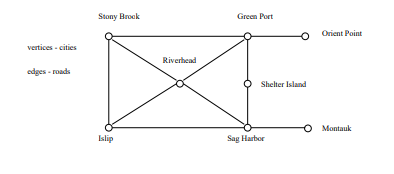 Stony Brook
Green Port
Orient Point
vertices - cities
Riverhead
edges - roads
Shelter Island
Islip
Sag Harbor
Montauk